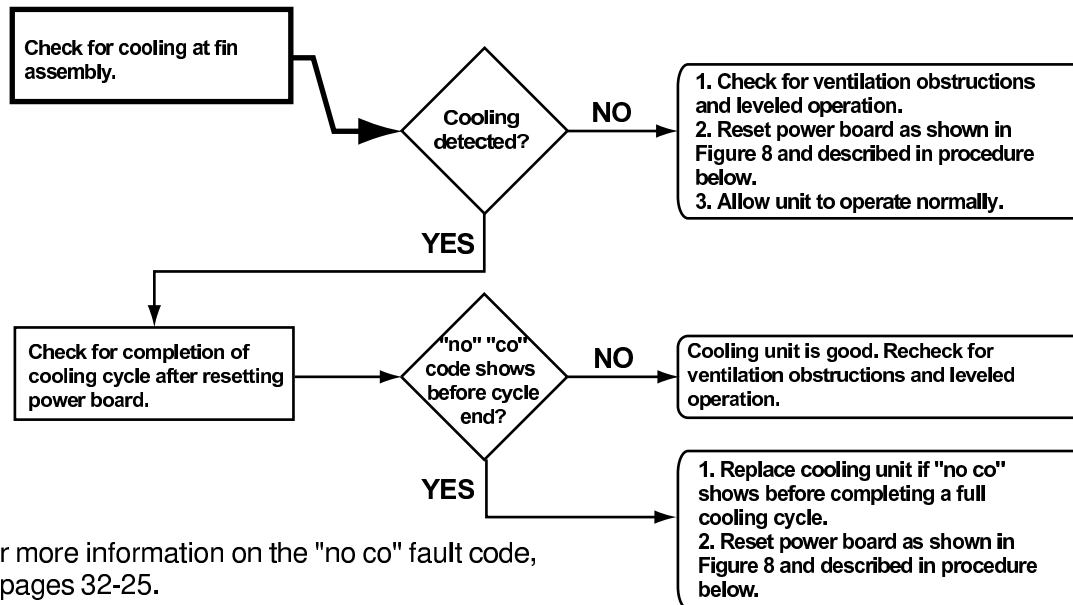 Check for cooling at fin
assembly.
Cooling
detected?
NO
1. Check for ventilation obstructions
and leveled operation.
2. Reset power board as shown in
Figure 8 and described in procedure
below.
3. Allow unit to operate normally.
YES
Check for completion of
cooling cycle after resetting
power board.
"no" "co"
code shows
before cycle
end?
NO
Cooling unit is good. Recheck for
ventilation obstructions and leveled
operation.
YES
1. Replace cooling unit if "no co"
shows before completing a full
cooling cycle.
2. Reset power board as shown in
Figure 8 and described in procedure
below.
r more information on the "no co" fault code,
pages 32-25.